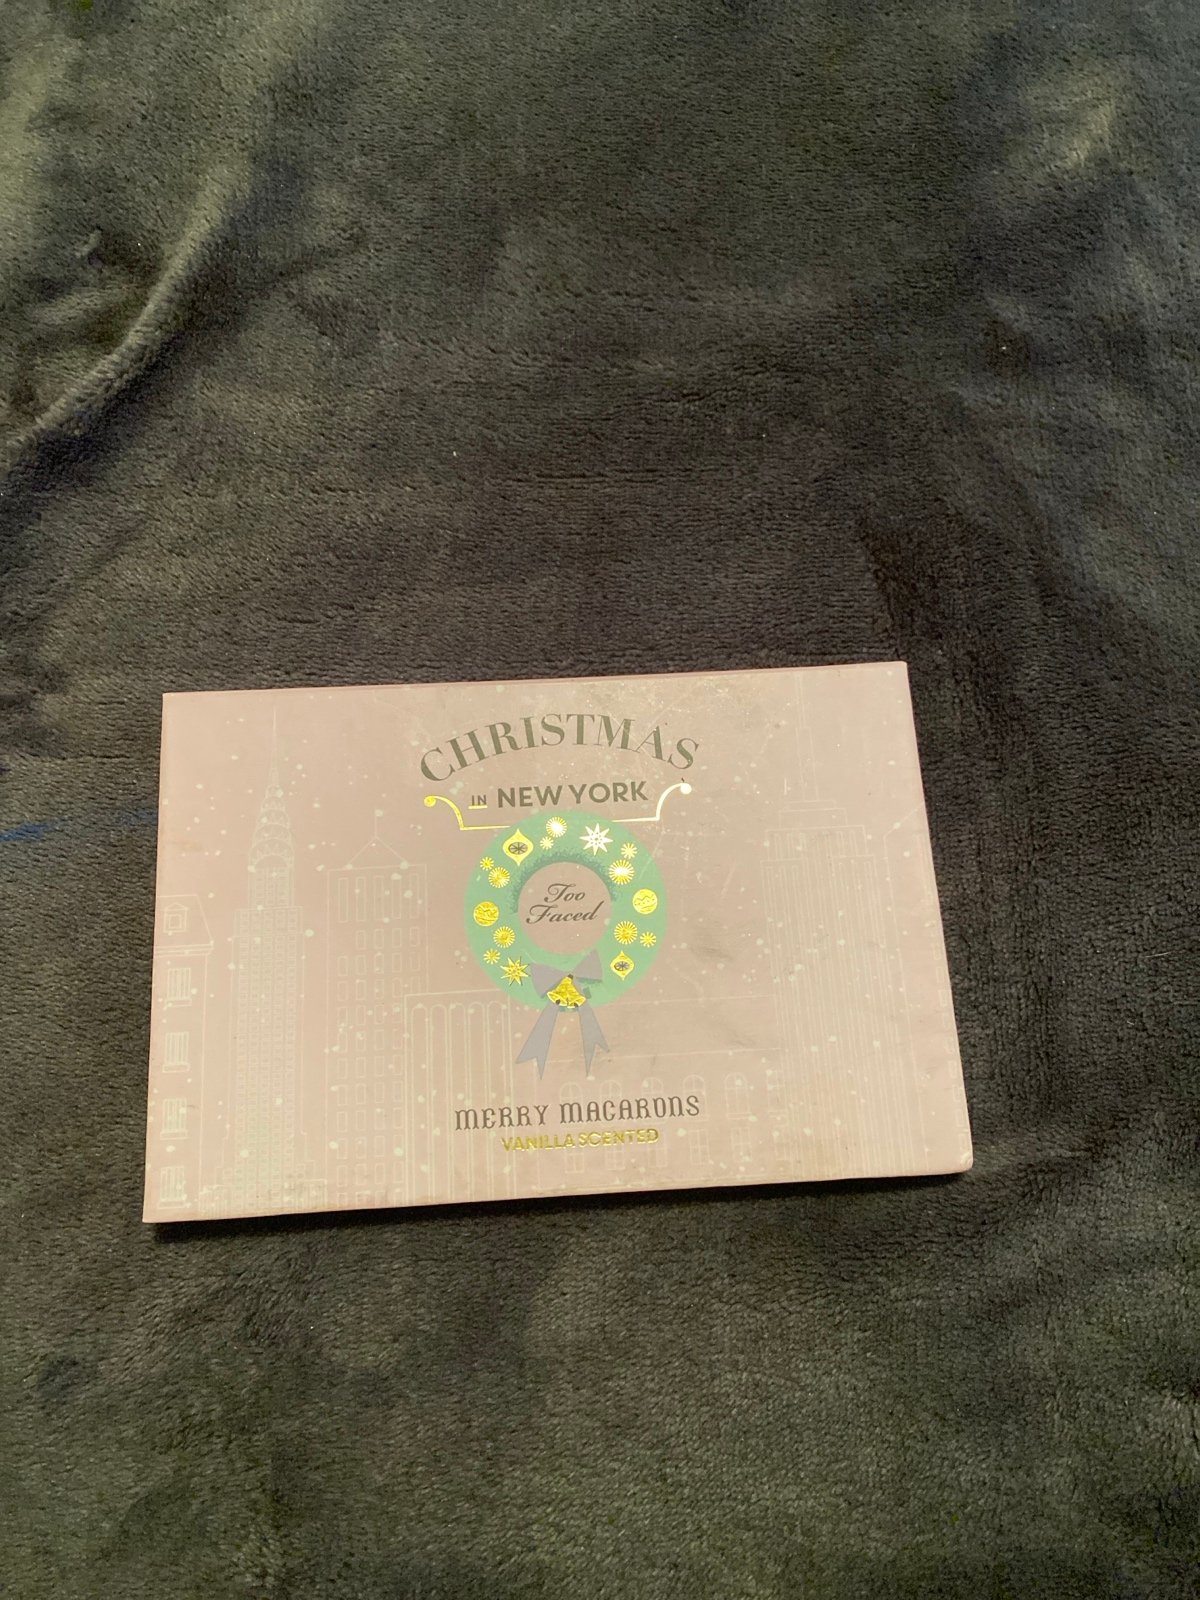 CHRISTMAS
IN NEW YORK
Too
Faced
MERRY MACARONS
VANILLA SCENTED